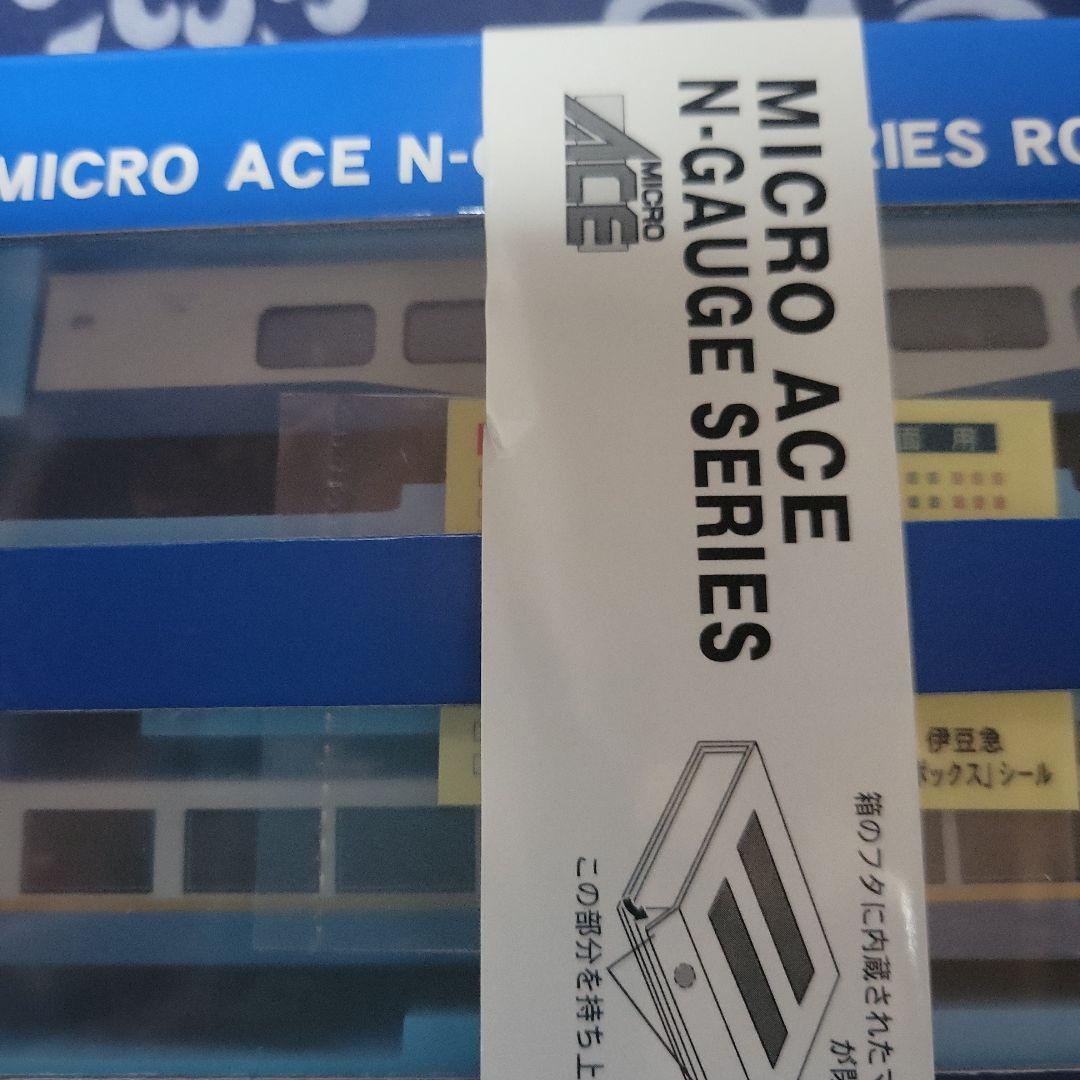 MICRO ACE N-G
RIES RO
MICRO ACE
N-GAUGE SERIES
MICRO
ACE
伊豆急
ボックス」シール
箱のフタに内蔵された
が
この部分を持ち上